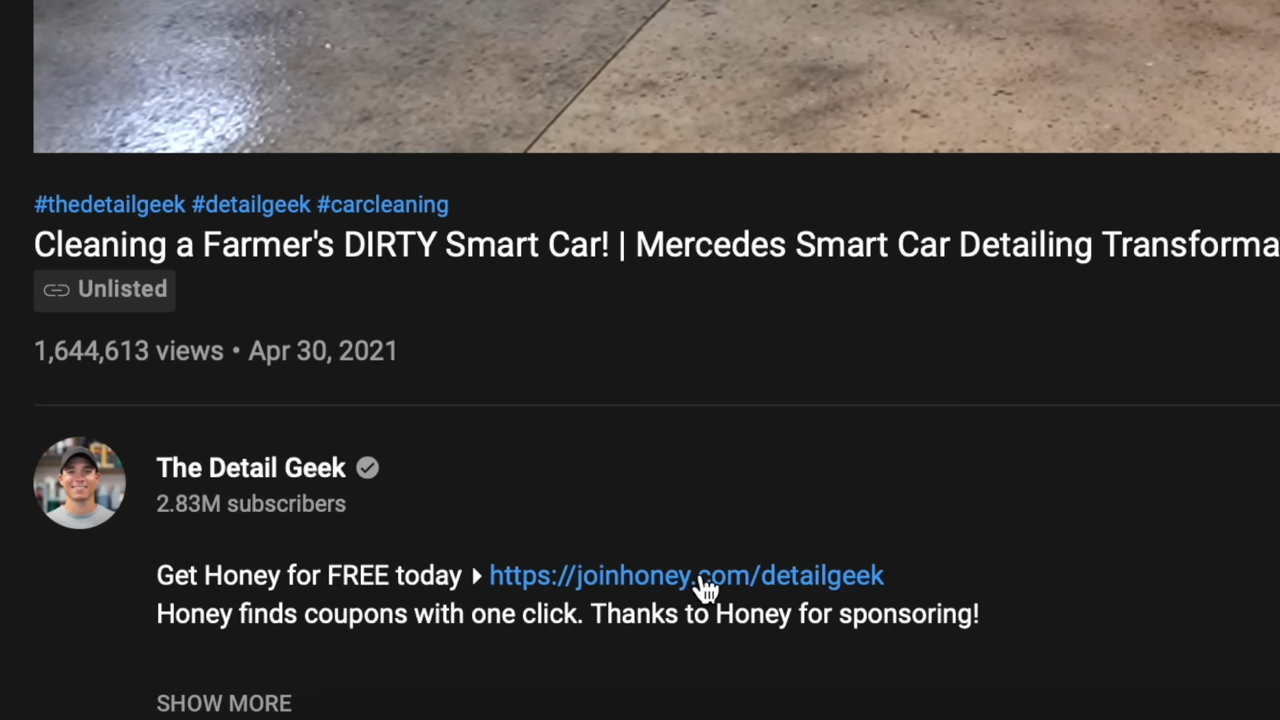 #thedetailgeek #detailgeek #carcleaning
Cleaning a Farmer's DIRTY Smart Car! | Mercedes Smart Car Detailing Transforma
Unlisted
1,644,613 views • Apr 30, 2021
The Detail Geek
2.83M subscribers
Get Honey for FREE today ▸ https://joinhoney.com/detailgeek
Honey finds coupons with one click. Thanks to Honey for sponsoring!
SHOW MORE